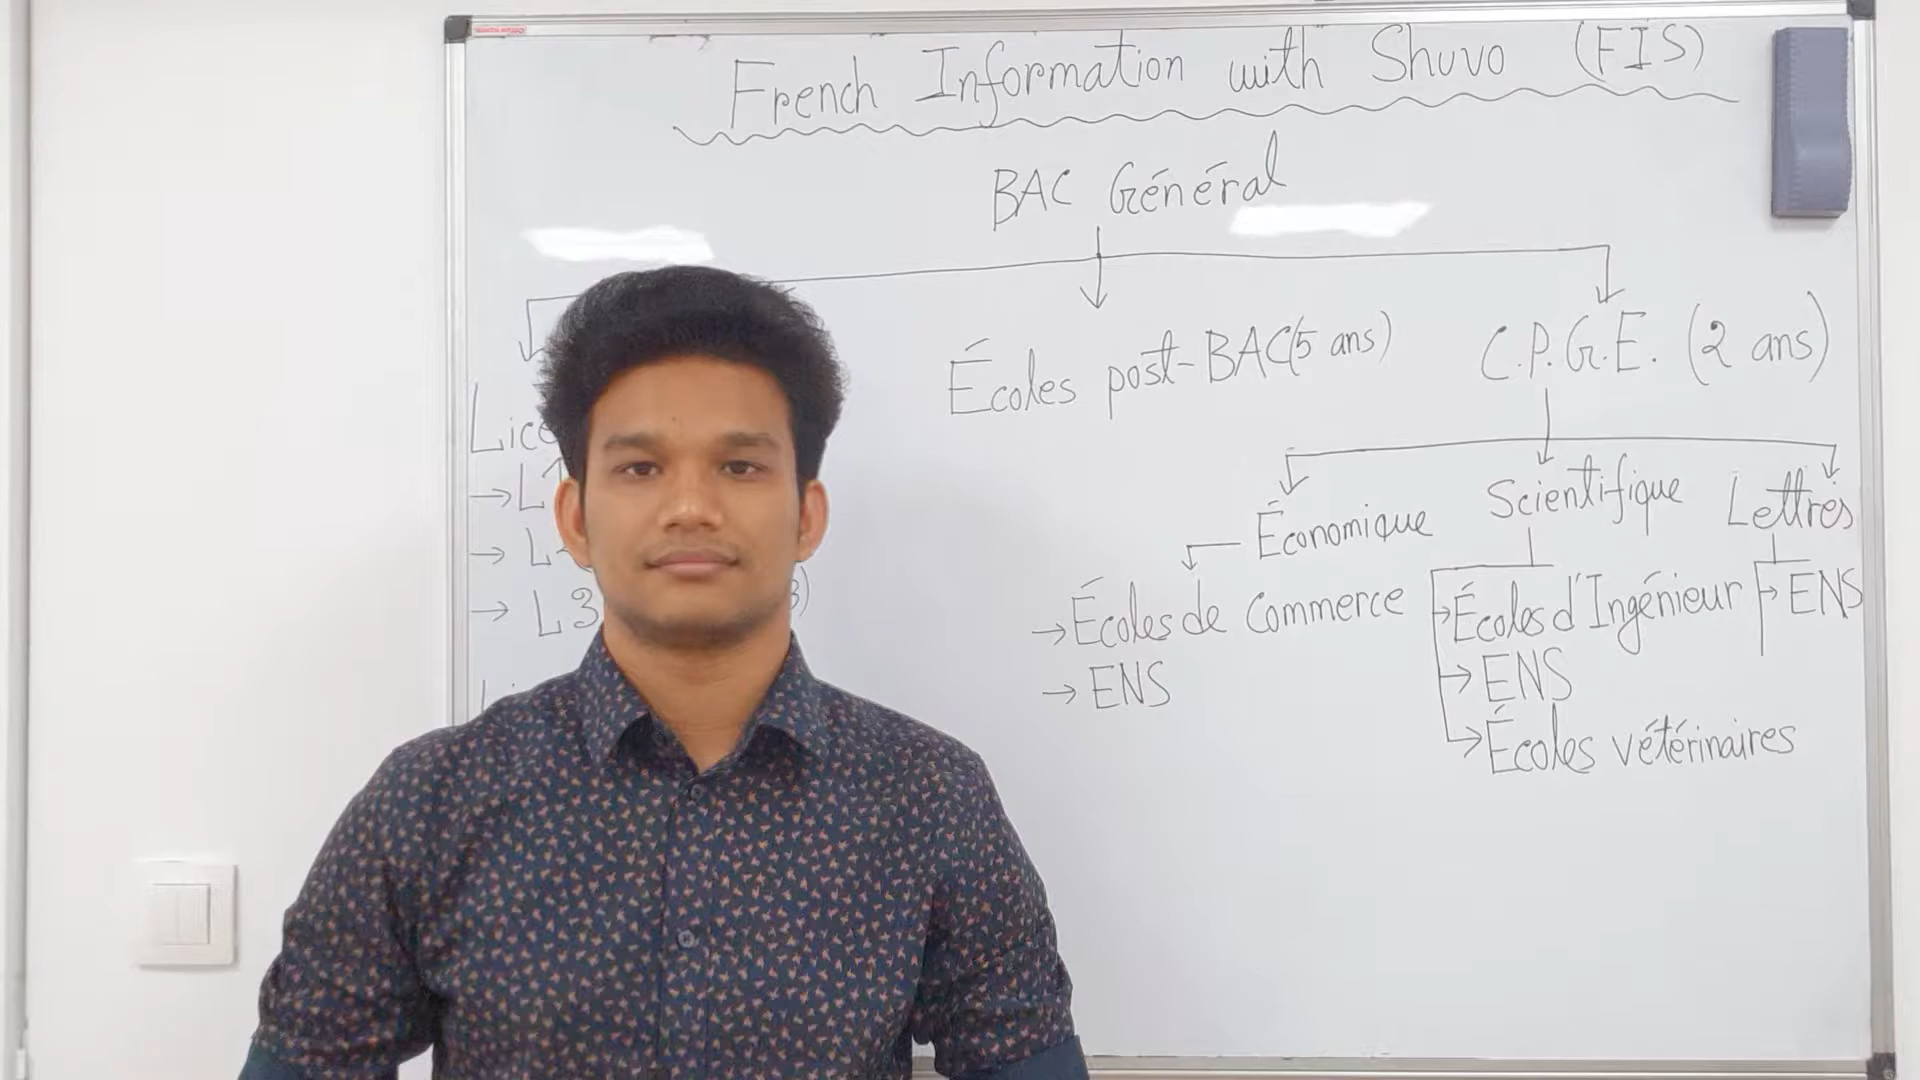 French Information with Shuvo (FIS)
BAC Général
Écoles post-BAC (5 ans)
C.P.G.E. (2 ans)
→ L3
Économique
Scientifique
Lettres
→ Écoles de Commerce
→ ENS
→ Écoles d'Ingénieur
→ ENS
→ Écoles vétérinaires
→ ENS